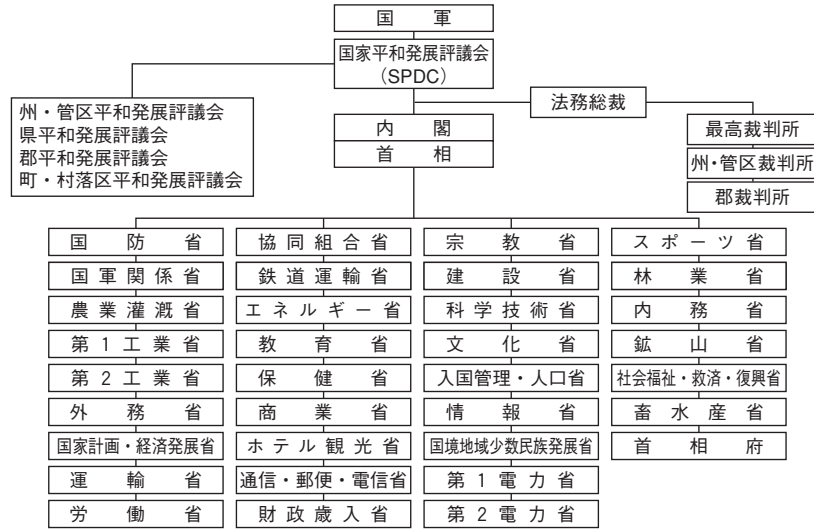 国軍
国家平和発展評議会
（SPDC）
法務総裁
州・管区平和発展評議会
県平和発展評議会
郡平和発展評議会
町・村落区平和発展評議会
内閣
首相
最高裁判所
州・管区裁判所
郡裁判所
国防省
国軍関係省
農業灌漑省
第1工業省
第2工業省
外務省
国家計画・経済発展省
運輸省
労働省
協同組合省
鉄道運輸省
エネルギー省
教育省
保健省
商業省
ホテル観光省
通信・郵便・電信省
財政歳入省
宗教省
建設省
科学技術省
文化省
入国管理・人口省
情報省
国境地域少数民族発展省
第1電力省
第2電力省
スポーツ省
林業省
内務省
鉱山省
社会福祉・救済・復興省
畜水産省
首相府